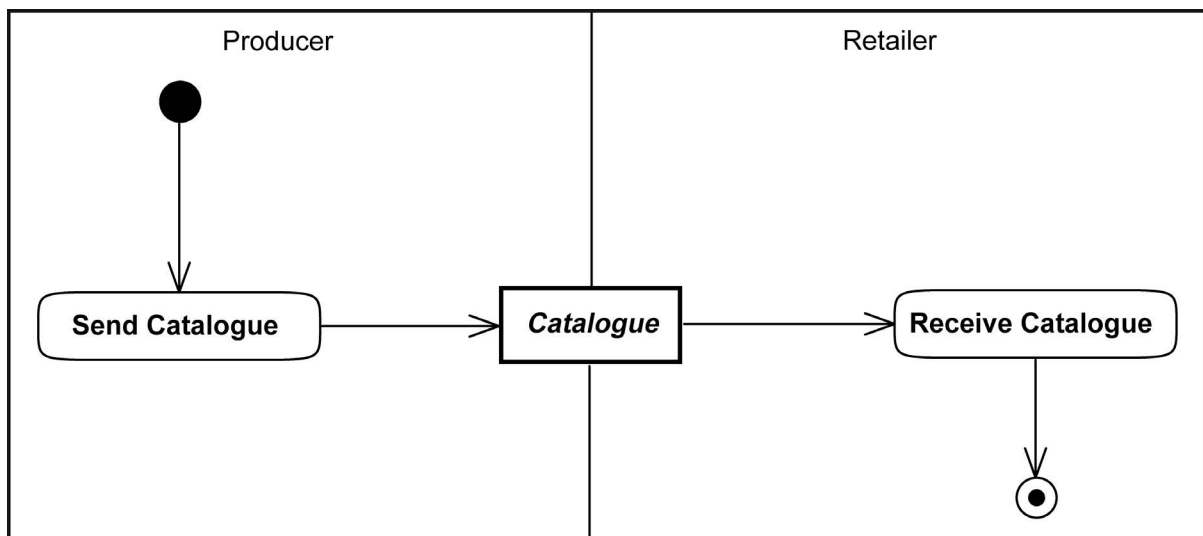 Producer
Retailer
Send Catalogue
Catalogue
Receive Catalogue